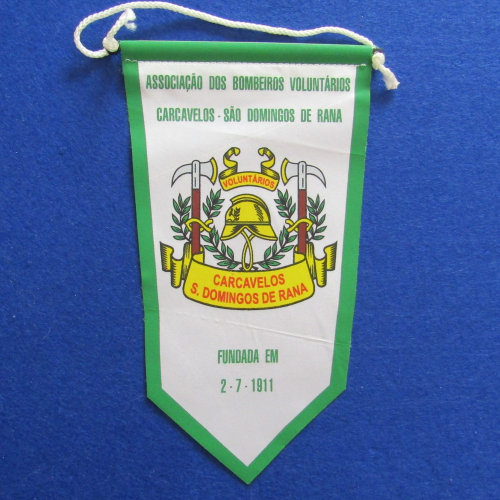 ASSOCIAÇÃO DOS BOMBEIROS VOLUNTÁRIOS
CARCAVELOS - SÃO DOMINGOS DE RANA
VOLUNTÁRIOS
CARCAVELOS
S. DOMINGOS DE RANA
FUNDADA EM
2 - 7 - 1911